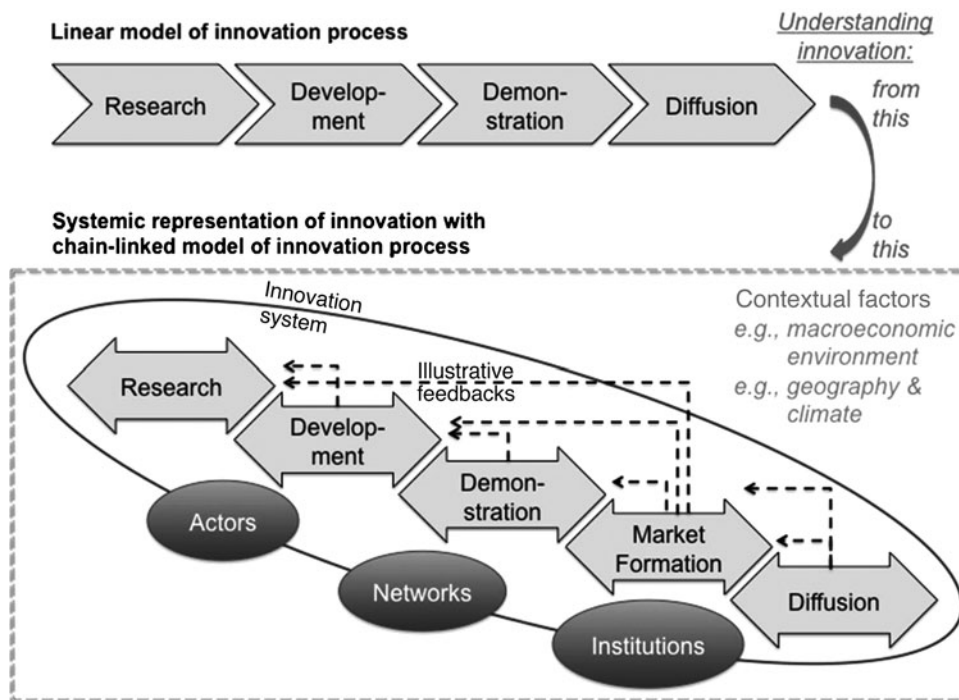 Linear model of innovation process
Understanding
innovation:
Research
Develop-
ment
Demon-
stration
Diffusion
from
this
to
this
Systemic representation of innovation with
chain-linked model of innovation process
Innovation
system
Contextual factors
e.g., macroeconomic
environment
e.g., geography &
climate
Illustrative
feedbacks
Research
Develop-
ment
Demon-
stration
Market
Formation
Diffusion
Actors
Networks
Institutions